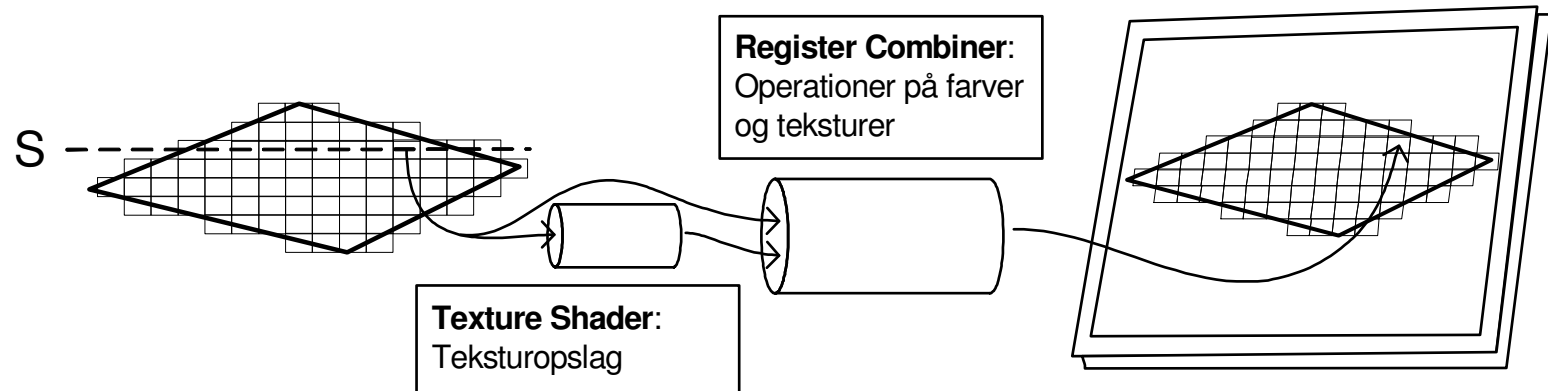 Register Combiner:
Operationer på farver
og teksturer
S
Texture Shader:
Teksturopslag